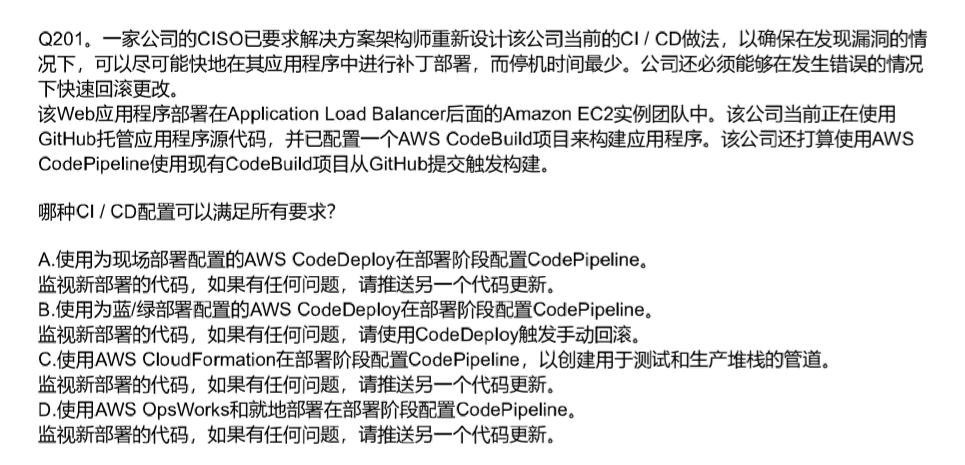 Q201。一家公司的CISO已要求解决方案架构师重新设计该公司当前的CI / CD做法，以确保在发现漏洞的情
况下，可以尽可能快地在其应用程序中进行补丁部署，而停机时间最少。公司还必须能够在发生错误的情况
下快速回滚更改。
该Web应用程序部署在Application Load Balancer后面的Amazon EC2实例团队中。该公司当前正在使用
GitHub托管应用程序源代码，并已配置一个AWS CodeBuild项目来构建应用程序。该公司还打算使用AWS
CodePipeline使用现有CodeBuild项目从GitHub提交触发构建。
哪种CI / CD配置可以满足所有要求？
A.使用为现场部署配置的AWS CodeDeploy在部署阶段配置CodePipeline。
监视新部署的代码，如果有任何问题，请推送另一个代码更新。
B.使用为蓝/绿部署配置的AWS CodeDeploy在部署阶段配置CodePipeline。
监视新部署的代码，如果有任何问题，请使用CodeDeploy触发手动回滚。
C.使用AWS CloudFormation在部署阶段配置CodePipeline，以创建用于测试和生产堆栈的管道。
监视新部署的代码，如果有任何问题，请推送另一个代码更新。
D.使用AWS OpsWorks和就地部署在部署阶段配置CodePipeline。
监视新部署的代码，如果有任何问题，请推送另一个代码更新。